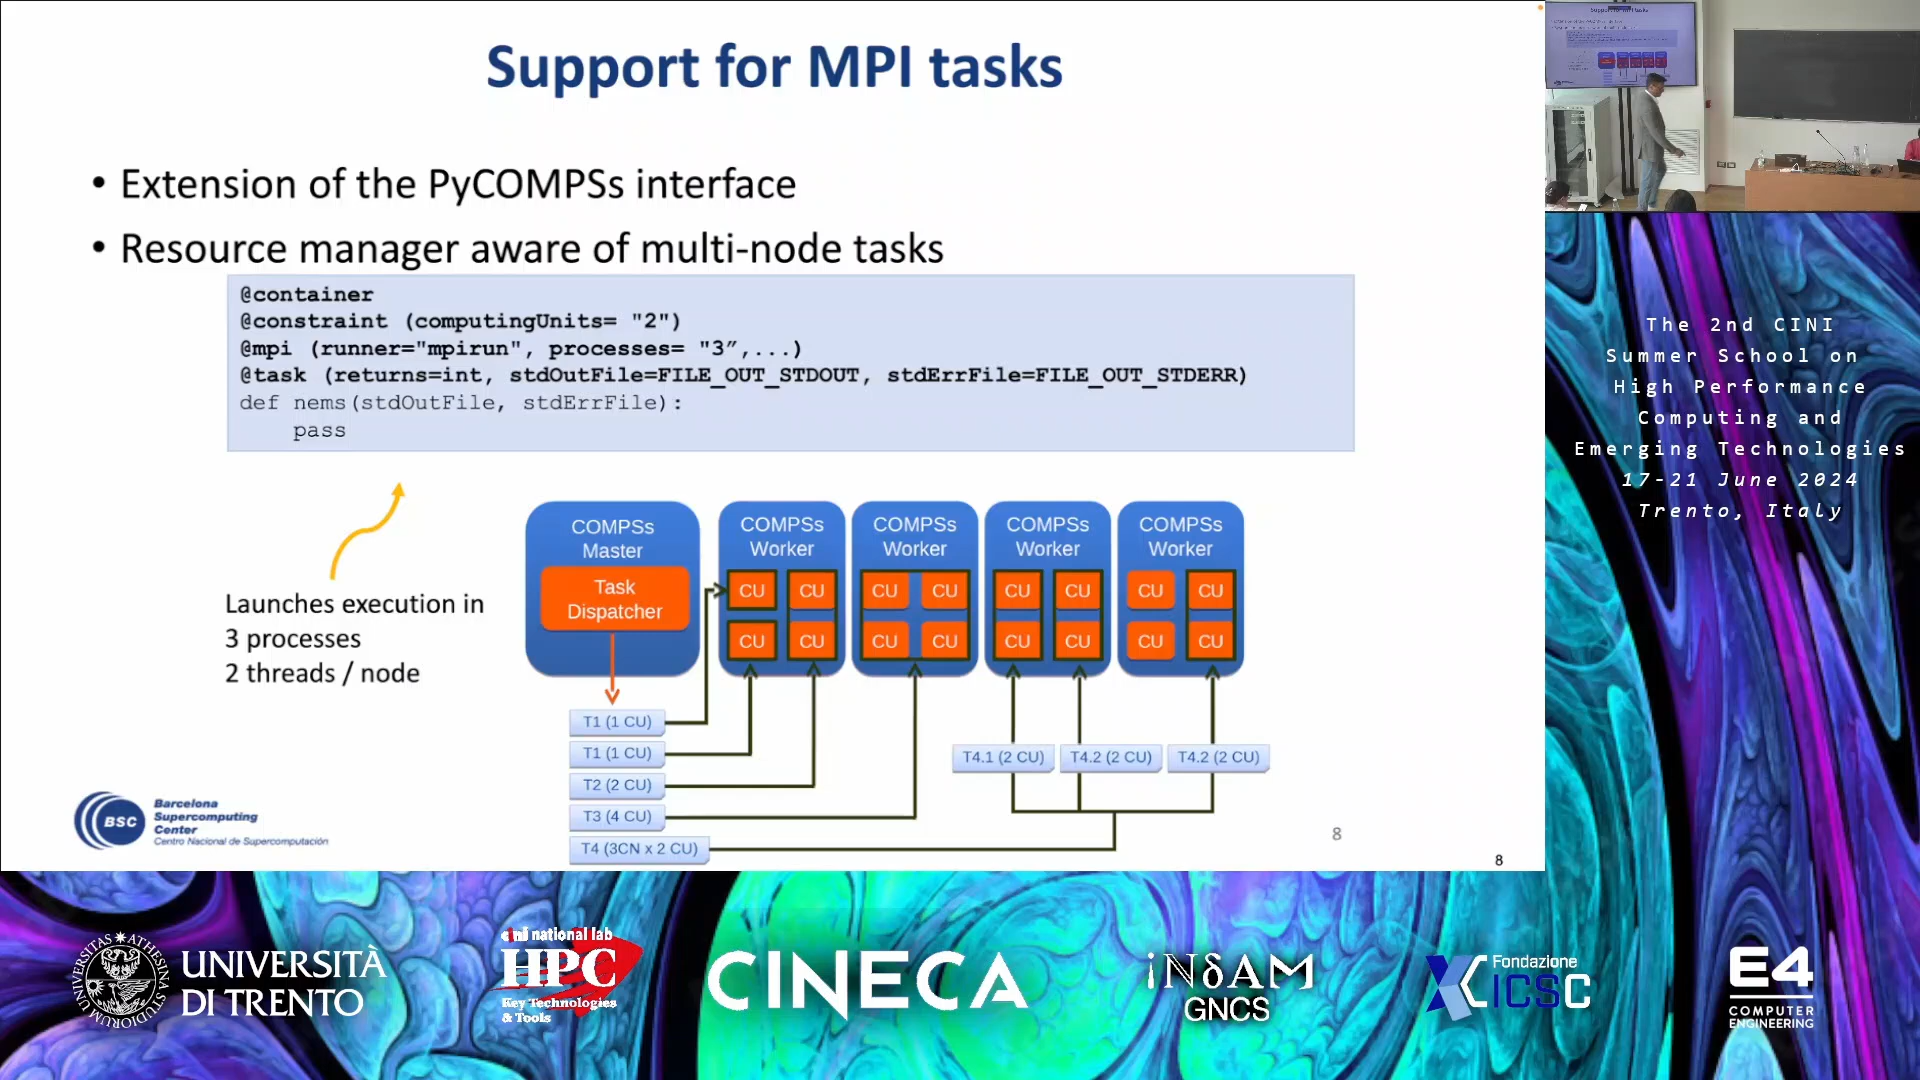 Support for MPI tasks
• Extension of the PyCOMPSs interface
• Resource manager aware of multi-node tasks
@container
@constraint (computingUnits= "2")
@mpi (runner="mpirun", processes= "3″,...)
@task (returns=int, stdOutFile=FILE_OUT_STDOUT, stdErrFile=FILE_OUT_STDERR)
def nems(stdOutFile, stdErrFile):
pass
Launches execution in
3 processes
2 threads / node
COMPSs
Master
Task
Dispatcher
COMPSs
Worker
CU CU
CU CU
COMPSs
Worker
CU CU
CU CU
COMPSs
Worker
CU CU
CU CU
COMPSs
Worker
CU CU
CU CU
T1 (1 CU)
T1 (1 CU)
T2 (2 CU)
T3 (4 CU)
T4 (3CN x 2 CU)
T4.1 (2 CU)
T4.2 (2 CU)
T4.2 (2 CU)
BSC
Barcelona
Supercomputing
Center
Centro Nacional de Supercomputación
8
8
The 2nd CINI
Summer School on
High Performance
Computing and
Emerging Technologies
17-21 June 2024
Trento, Italy
UNIVERSITÀ
DI TRENTO
cini national lab
HPC
Key Technologies
& Tools
CINECA
iNδAM
GNCS
Fondazione
ICSC
E4
COMPUTER
ENGINEERING